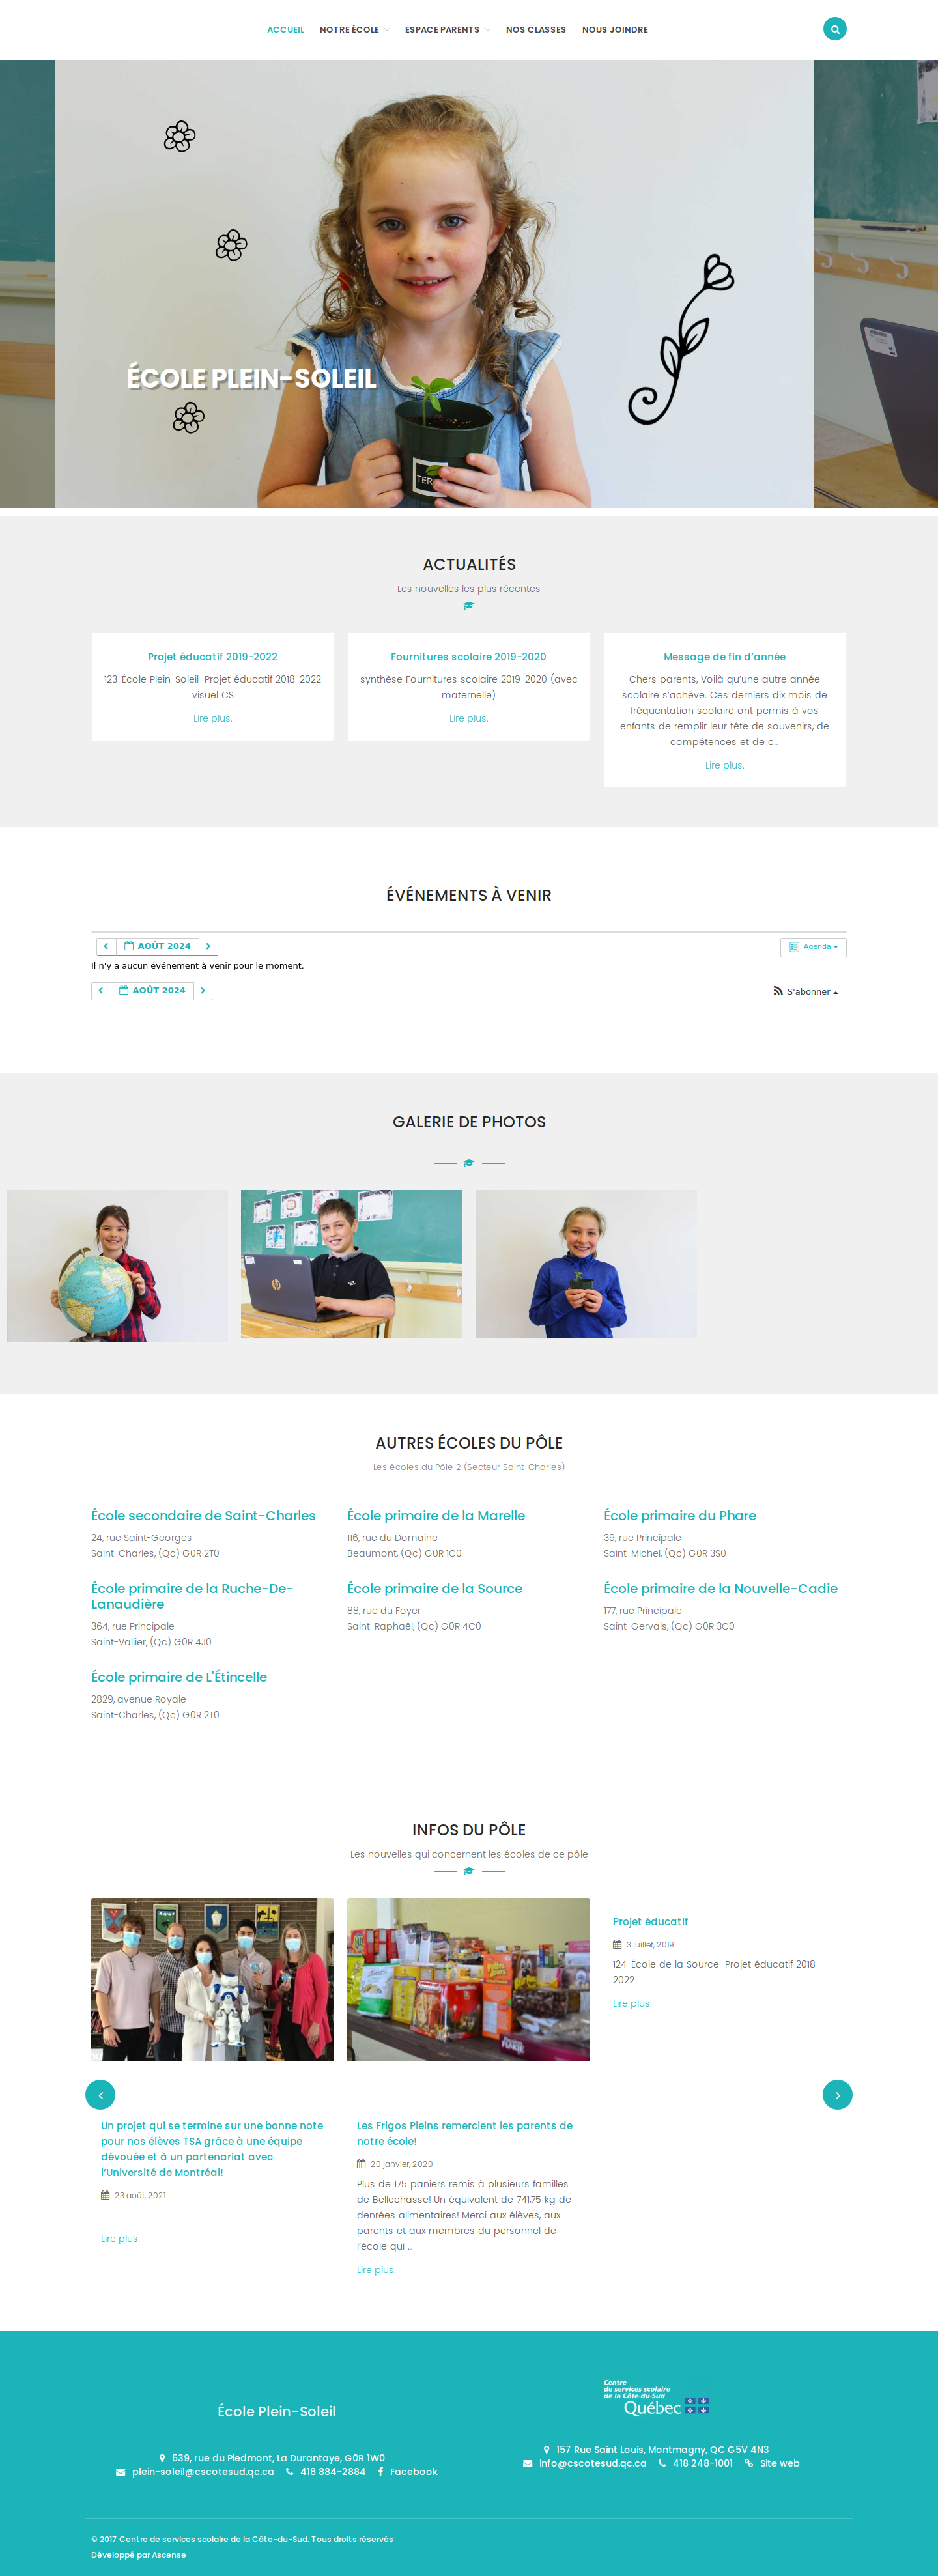 ACCUEIL NOTRE ÉCOLE ESPACE PARENTS NOS CLASSES NOUS JOINDRE
ÉCOLE PLEIN-SOLEIL
ACTUALITÉS
Les nouvelles les plus récentes
Projet éducatif 2019-2022
123-École Plein-Soleil_Projet éducatif 2018-2022
visuel CS
Lire plus.
Fournitures scolaire 2019-2020
synthèse Fournitures scolaire 2019-2020 (avec
maternelle)
Lire plus.
Message de fin d'année
Chers parents, Voilà qu'une autre année
scolaire s'achève. Ces derniers dix mois de
fréquentation scolaire ont permis à vos
enfants de remplir leur tête de souvenirs, de
compétences et de c...
Lire plus.
ÉVÉNEMENTS À VENIR
AOÛT 2024
Agenda
Il n'y a aucun événement à venir pour le moment.
AOÛT 2024
S'abonner
GALERIE DE PHOTOS
AUTRES ÉCOLES DU PÔLE
Les écoles du Pôle 2 (Secteur Saint-Charles)
École secondaire de Saint-Charles
24, rue Saint-Georges
Saint-Charles, (Qc) G0R 2T0
École primaire de la Marelle
116, rue du Domaine
Beaumont, (Qc) G0R 1C0
École primaire du Phare
39, rue Principale
Saint-Michel, (Qc) G0R 3S0
École primaire de la Ruche-De-
Lanaudière
364, rue Principale
Saint-Vallier, (Qc) G0R 4J0
École primaire de la Source
88, rue du Foyer
Saint-Raphaël, (Qc) G0R 4C0
École primaire de la Nouvelle-Cadie
177, rue Principale
Saint-Gervais, (Qc) G0R 3C0
École primaire de L'Étincelle
2829, avenue Royale
Saint-Charles, (Qc) G0R 2T0
INFOS DU PÔLE
Les nouvelles qui concernent les écoles de ce pôle
Un projet qui se termine sur une bonne note
pour nos élèves TSA grâce à une équipe
dévouée et à un partenariat avec
l'Université de Montréal!
23 août, 2021
Lire plus.
Les Frigos Pleins remercient les parents de
notre école!
20 janvier, 2020
Plus de 175 paniers remis à plusieurs familles
de Bellechasse! Un équivalent de 741,75 kg de
denrées alimentaires! Merci aux élèves, aux
parents et aux membres du personnel de
l'école qui ...
Lire plus.
Projet éducatif
3 juillet, 2019
124-École de la Source_Projet éducatif 2018-
2022
Lire plus.
École Plein-Soleil
539, rue du Piedmont, La Durantaye, G0R 1W0
plein-soleil@cscotesud.qc.ca 418 884-2884 Facebook
Centre
de services scolaire
de la Côte-du-Sud
Québec
157 Rue Saint Louis, Montmagny, QC G5V 4N3
info@cscotesud.qc.ca 418 248-1001 Site web
© 2017 Centre de services scolaire de la Côte-du-Sud. Tous droits réservés
Développé par Ascense